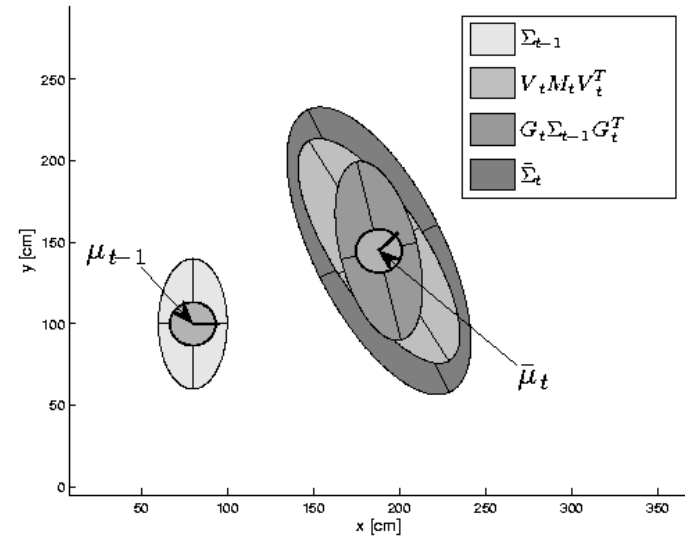 Σ_{t-1}
V_t M_t V_t^T
G_t Σ_{t-1} G_t^T
Σ̄_t
250
200
150
100
50
0
y [cm]
μ_{t-1}
μ̄_t
50 100 150 200 250 300 350
x [cm]